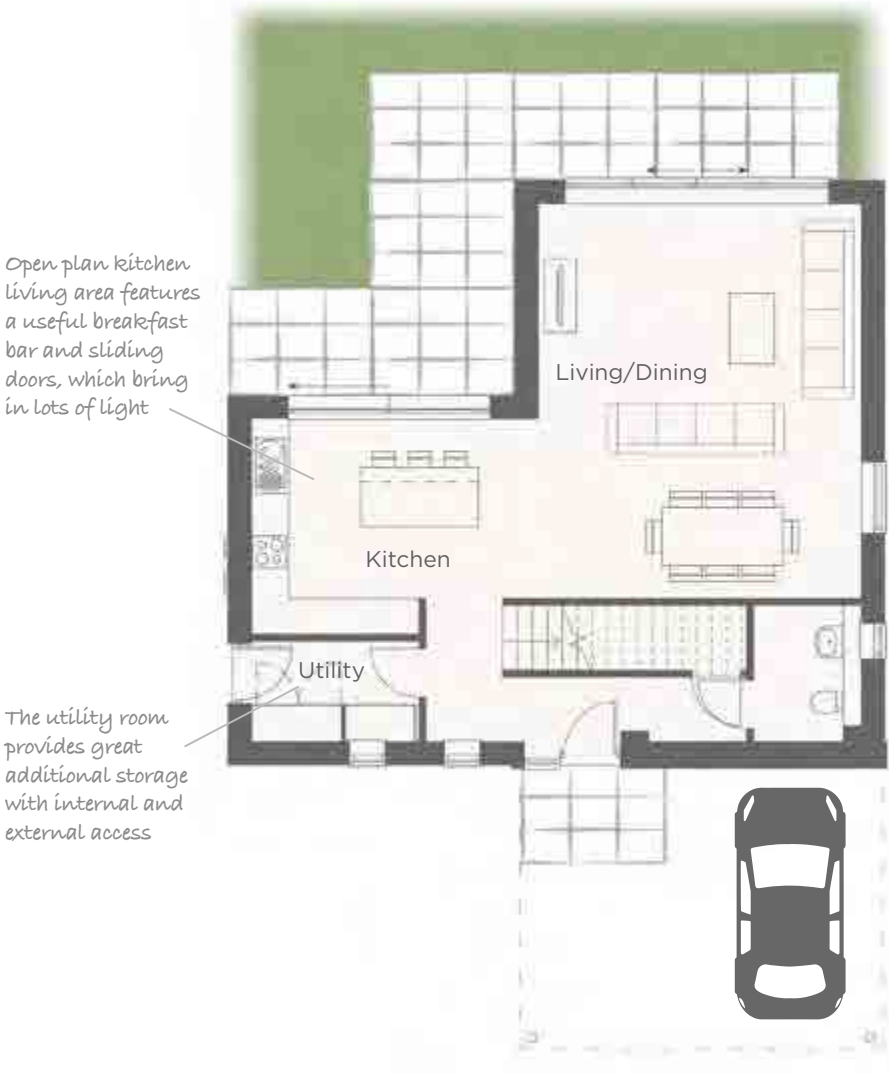 Open plan kitchen
living area features
a useful breakfast
bar and sliding
doors, which bring
in lots of light
Living/Dining
Kitchen
Utility
The utility room
provides great
additional storage
with internal and
external access